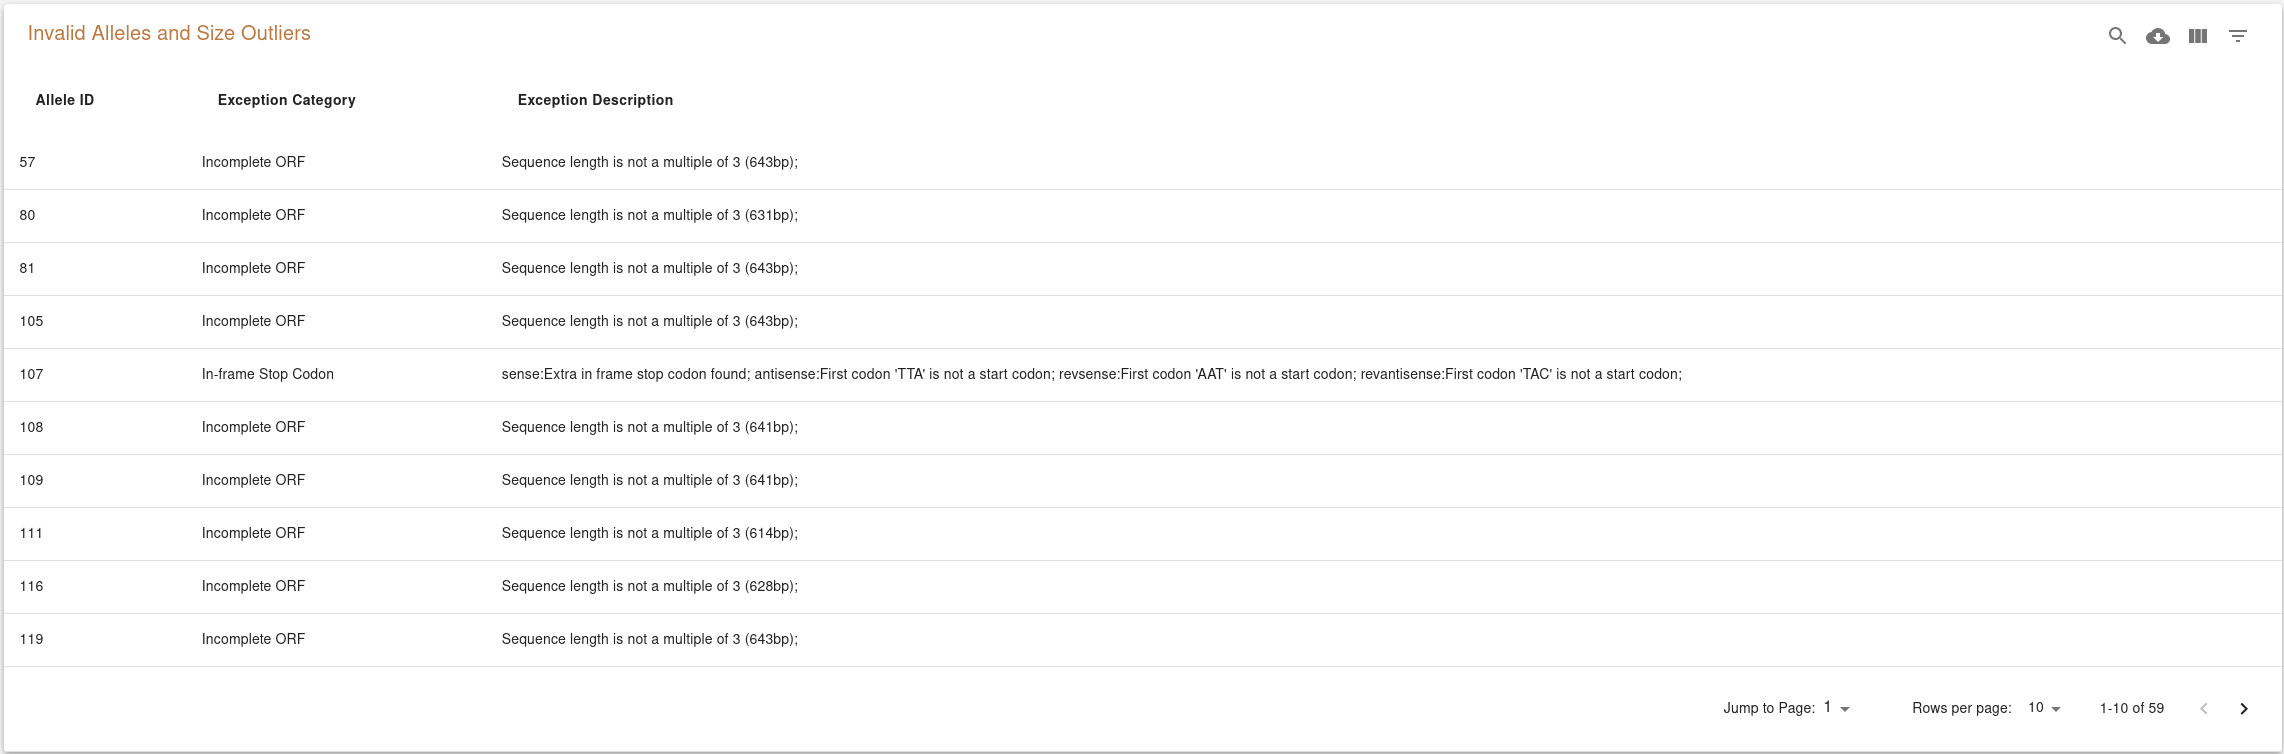 Invalid Alleles and Size Outliers
Allele ID Exception Category Exception Description
57 Incomplete ORF Sequence length is not a multiple of 3 (643bp);
80 Incomplete ORF Sequence length is not a multiple of 3 (631bp);
81 Incomplete ORF Sequence length is not a multiple of 3 (643bp);
105 Incomplete ORF Sequence length is not a multiple of 3 (643bp);
107 In-frame Stop Codon sense:Extra in frame stop codon found; antisense:First codon 'TTA' is not a start codon; revsense:First codon 'AAT' is not a start codon; revantisense:First codon 'TAC' is not a start codon;
108 Incomplete ORF Sequence length is not a multiple of 3 (641bp);
109 Incomplete ORF Sequence length is not a multiple of 3 (641bp);
111 Incomplete ORF Sequence length is not a multiple of 3 (614bp);
116 Incomplete ORF Sequence length is not a multiple of 3 (628bp);
119 Incomplete ORF Sequence length is not a multiple of 3 (643bp);
Jump to Page: 1 Rows per page: 10 1-10 of 59